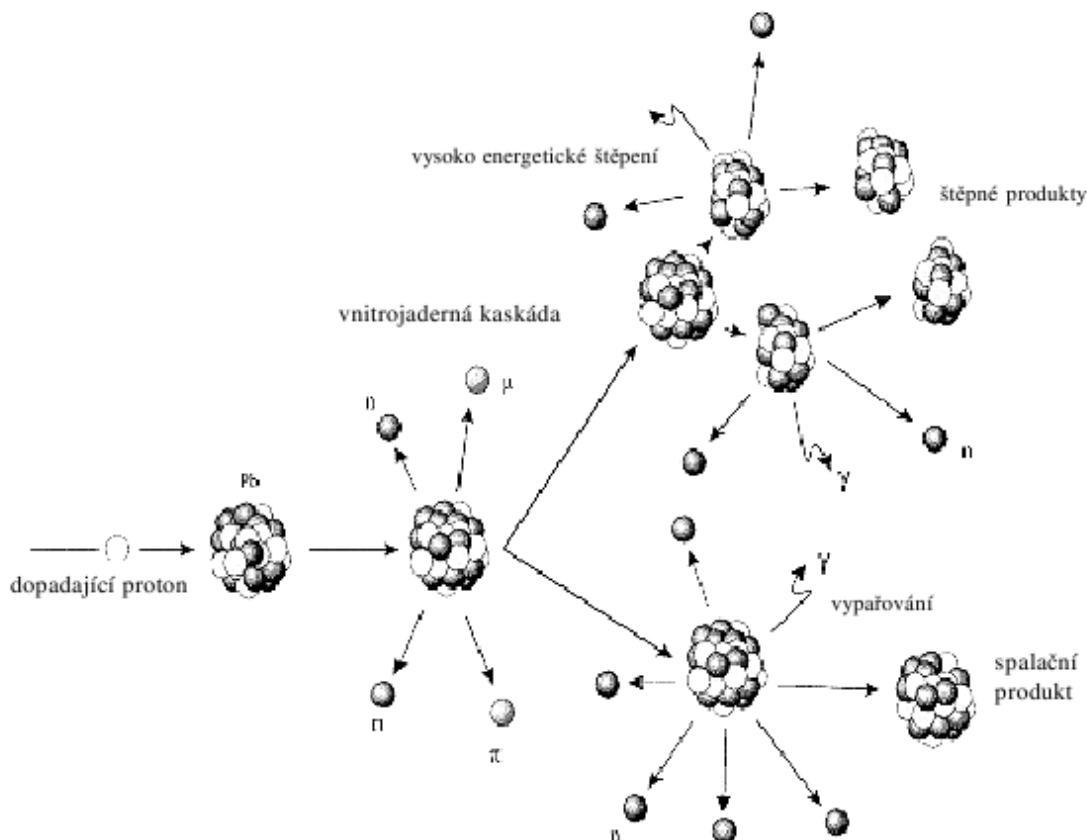 vysoko energetické štěpení
štěpné produkty
vnitrojaderná kaskáda
n
μ
n
Pb
γ
dopadající proton
γ
vypařování
spalační
produkt
n
π
n